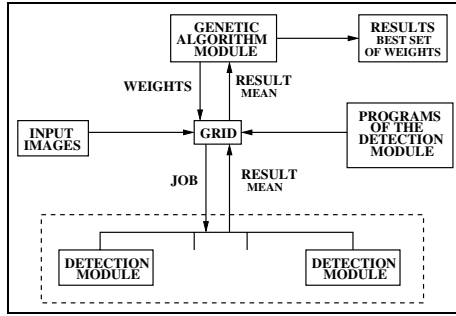 GENETIC
ALGORITHM
MODULE
RESULTS
BEST SET
OF WEIGHTS
WEIGHTS
RESULT
MEAN
INPUT
IMAGES
GRID
PROGRAMS
OF THE
DETECTION
MODULE
JOB
RESULT
MEAN
DETECTION
MODULE
DETECTION
MODULE